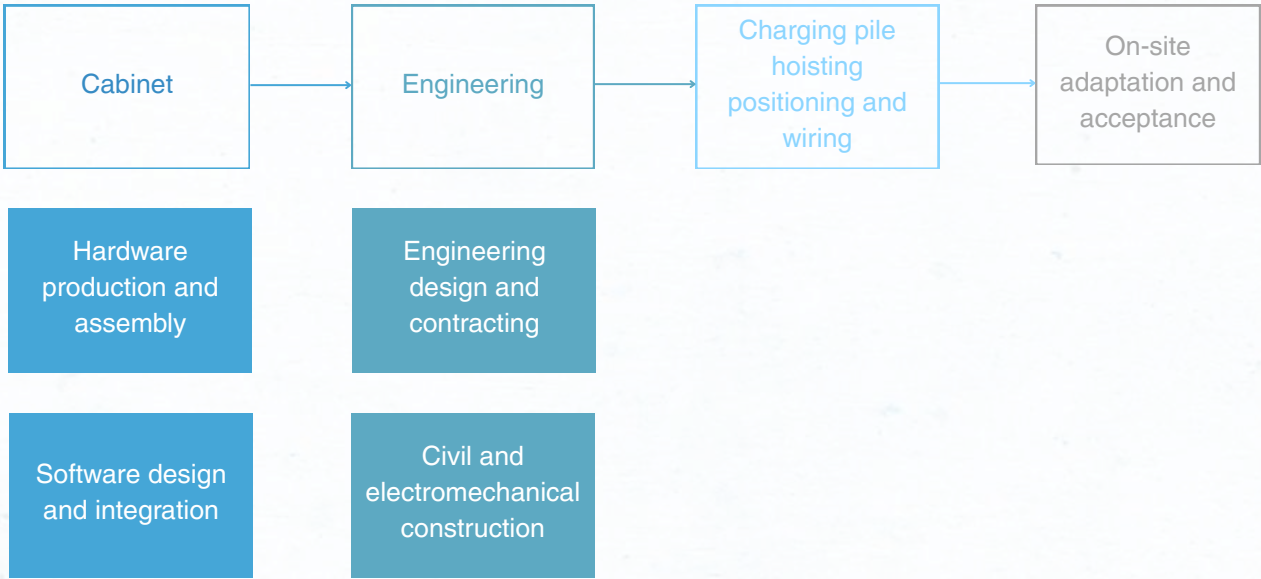 Cabinet
Engineering
Charging pile
hoisting
positioning and
wiring
On-site
adaptation and
acceptance
Hardware
production and
assembly
Engineering
design and
contracting
Software design
and integration
Civil and
electromechanical
construction